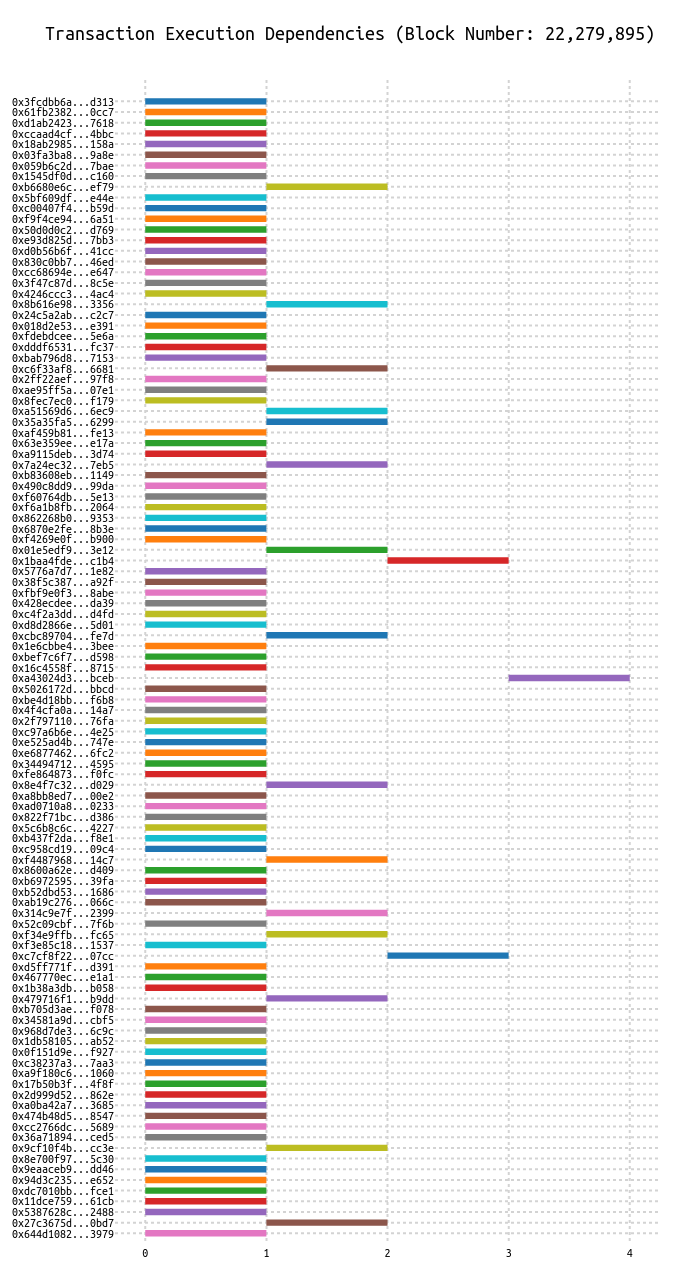 Transaction Execution Dependencies (Block Number: 22,279,895)
0x3fcdbb6a...d313
0x61fb2382...0cc7
0xd1ab2423...7618
0xccaad4cf...4bbc
0x18ab2985...158a
0x03fa3ba8...9a8e
0x059b6c2d...7bae
0x1545df0d...c160
0xb6680e6c...ef79
0x5bf609df...e44e
0xc00407f4...b59d
0xf9f4ce94...6a51
0x50d0d0c2...d769
0xe93d825d...7bb3
0xd0b56b6f...41cc
0x830c0bb7...46ed
0xcc68694e...e647
0x3f47c87d...8c5e
0x4246ccc3...4ac4
0x8b616e98...3356
0x24c5a2ab...c2c7
0x018d2e53...e391
0xfdebdcee...5e6a
0xdddf6531...fc37
0xbab796d8...7153
0xc6f33af8...6681
0x2ff22aef...97f8
0xae95ff5a...07e1
0x8fec7ec0...f179
0xa51569d6...6ec9
0x35a35fa5...6299
0xaf459b81...fe13
0x63e359ee...e17a
0xa9115deb...3d74
0x7a24ec32...7eb5
0xb83608eb...1149
0x490c8dd9...99da
0xf60764db...5e13
0xf6a1b8fb...2064
0x862268b0...9353
0x6870e2fe...8b3e
0xf4269e0f...b900
0x01e5edf9...3e12
0x1baa4fde...c1b4
0x5776a7d7...1e82
0x38f5c387...a92f
0xfbf9e0f3...8abe
0x428ecdee...da39
0xc4f2a3dd...d4fd
0xd8d2866e...5d01
0xcbc89704...fe7d
0x1e6cbbe4...3bee
0xbef7c6f7...d598
0x16c4558f...8715
0xa43024d3...bceb
0x5026172d...bbcd
0xbe4d18bb...f6b8
0x4f4cfa0a...14a7
0x2f797110...76fa
0xc97a6b6e...4e25
0xe525ad4b...747e
0xe6877462...6fc2
0x34494712...4595
0xfe864873...f0fc
0x8e4f7c32...d029
0xa8bb8ed7...00e2
0xad0710a8...0233
0x822f71bc...d386
0x5c6b8c6c...4227
0xb437f2da...f8e1
0xc958cd19...09c4
0xf4487968...14c7
0x8600a62e...d409
0xb6972595...39fa
0xb52dbd53...1686
0xab19c276...066c
0x314c9e7f...2399
0x52c09cbf...7f6b
0xf34e9ffb...fc65
0xf3e85c18...1537
0xc7cf8f22...07cc
0xd5ff771f...d391
0x467770ec...e1a1
0x1b38a3db...b058
0x479716f1...b9dd
0xb705d3ae...f078
0x34581a9d...cbf5
0x968d7de3...6c9c
0x1db58105...ab52
0x0f151d9e...f927
0xc38237a3...7aa3
0xa9f180c6...1060
0x17b50b3f...4f8f
0x2d999d52...862e
0xa0ba42a7...3685
0x474b48d5...8547
0xcc2766dc...5689
0x36a71894...ced5
0x9cf10f4b...cc3e
0x8e700f97...5c30
0x9eaaceb9...dd46
0x94d3c235...e652
0xdc7010bb...fce1
0x11dce759...61cb
0x5387628c...2488
0x27c3675d...0bd7
0x644d1082...3979
0 1 2 3 4